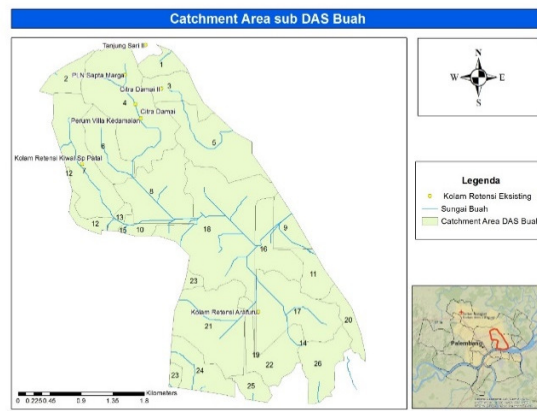 Catchment Area sub DAS Buah
Tanjung Sari II
1
2
PLN Sapta Marga
Citra Damai II
3
4
Citra Damai
Perum Villa Kedamaian
5
6
Kolam Retensi Kiwal Sp Patal
7
12
8
13
12
15
10
18
9
16
23
11
Kolam Retensi Arafuru
17
21
20
14
19
23
24
22
26
25
Kilometers
0 0.225 0.45 0.9 1.35 1.8
N
W
E
S
Legenda
Kolam Retensi Eksisting
Sungai Buah
Catchment Area DAS Buah
Palembang